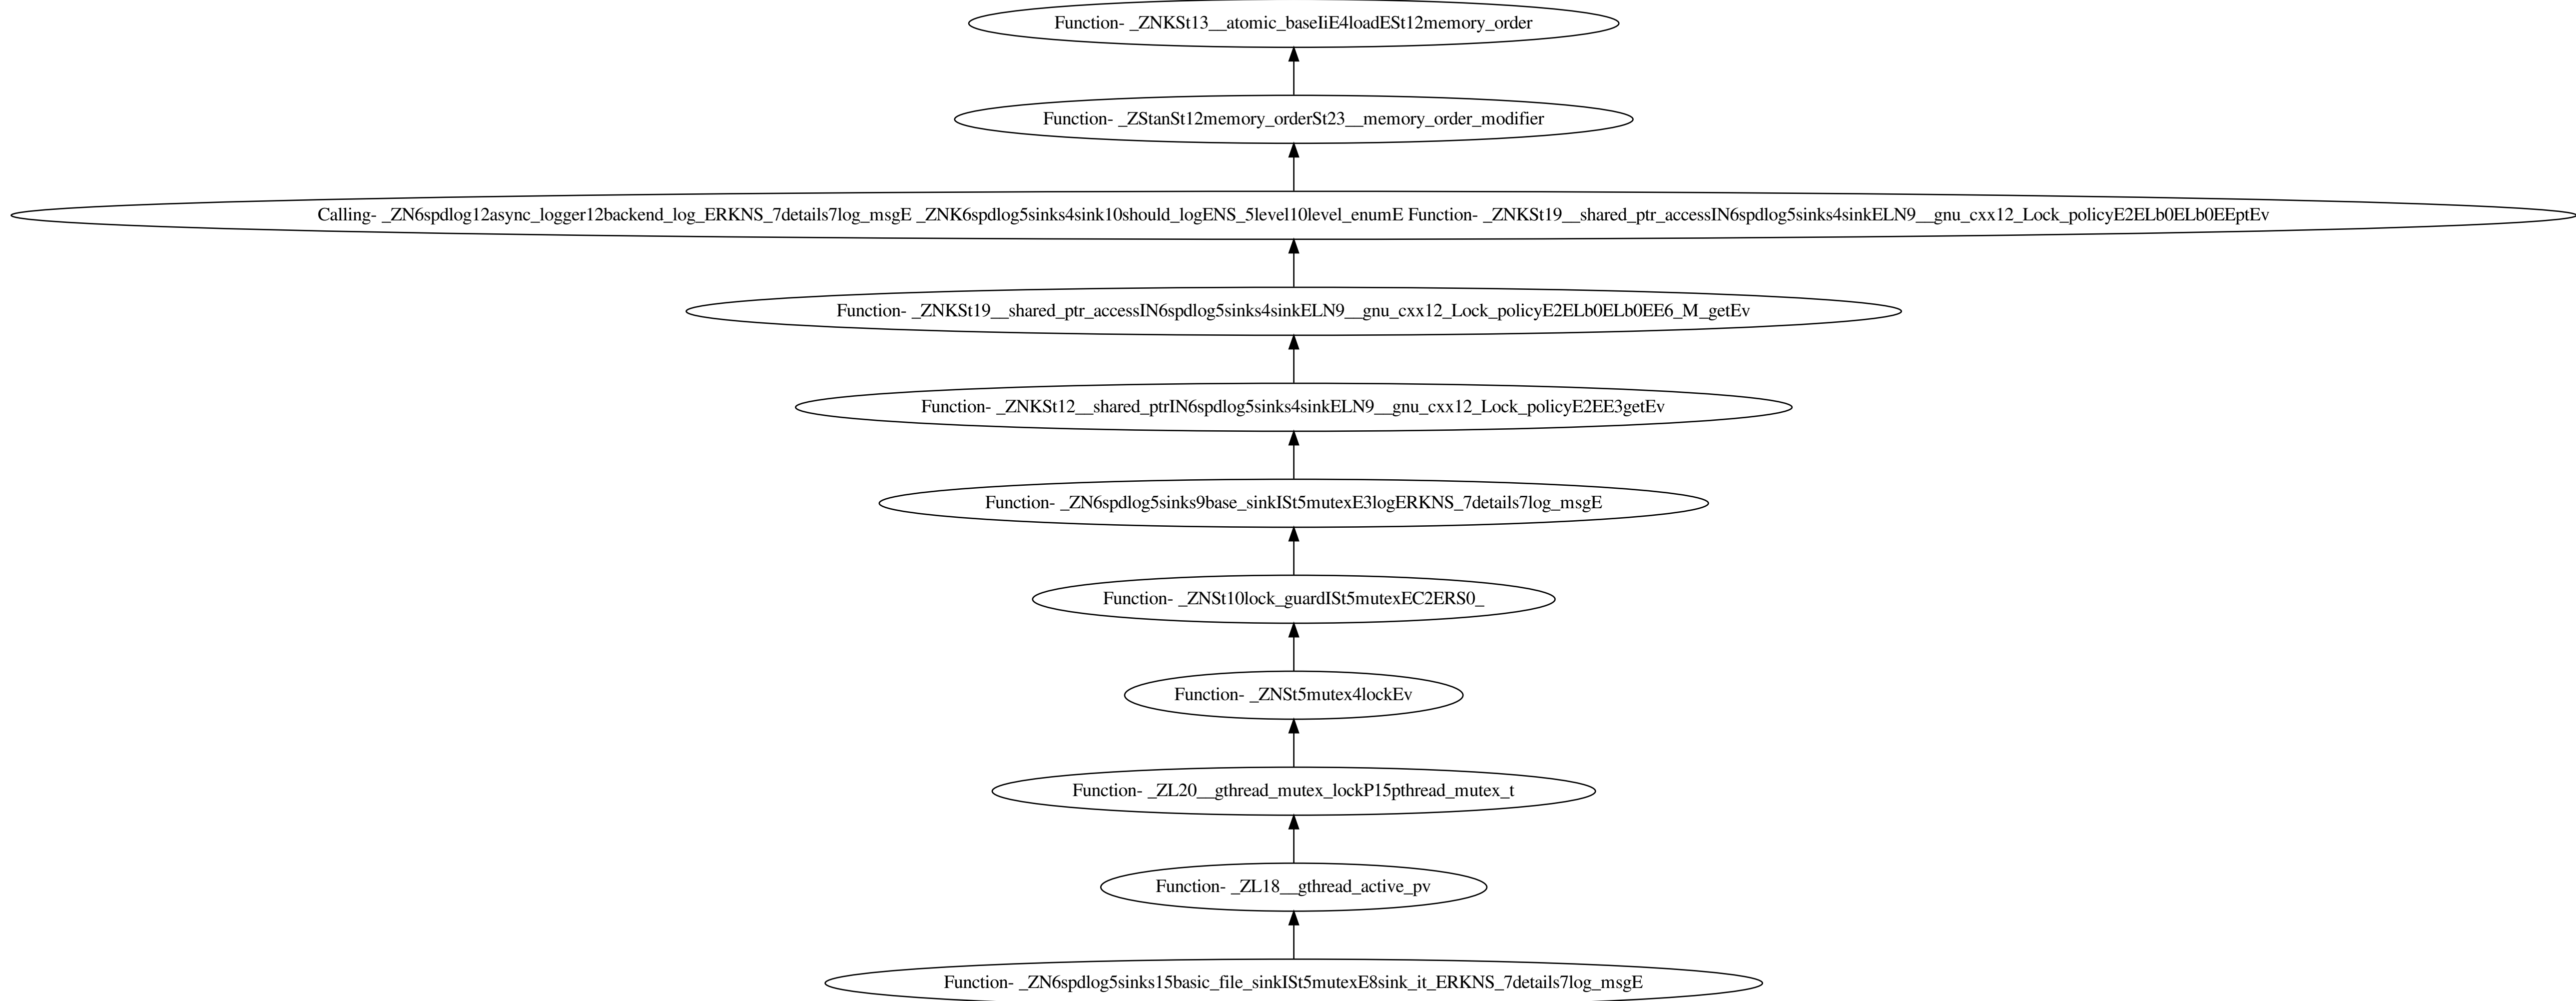 Function- _ZNKSt13__atomic_baseIiE4loadESt12memory_order
Function- _ZStanSt12memory_orderSt23__memory_order_modifier
Calling- _ZN6spdlog12async_logger12backend_log_ERKNS_7details7log_msgE _ZNK6spdlog5sinks4sink10should_logENS_5level10level_enumE Function- _ZNKSt19__shared_ptr_accessIN6spdlog5sinks4sinkELN9__gnu_cxx12_Lock_policyE2ELb0ELb0EEptEv
Function- _ZNKSt19__shared_ptr_accessIN6spdlog5sinks4sinkELN9__gnu_cxx12_Lock_policyE2ELb0ELb0EE6_M_getEv
Function- _ZNKSt12__shared_ptrIN6spdlog5sinks4sinkELN9__gnu_cxx12_Lock_policyE2EE3getEv
Function- _ZN6spdlog5sinks9base_sinkISt5mutexE3logERKNS_7details7log_msgE
Function- _ZNSt10lock_guardISt5mutexEC2ERS0_
Function- _ZNSt5mutex4lockEv
Function- _ZL20__gthread_mutex_lockP15pthread_mutex_t
Function- _ZL18__gthread_active_pv
Function- _ZN6spdlog5sinks15basic_file_sinkISt5mutexE8sink_it_ERKNS_7details7log_msgE